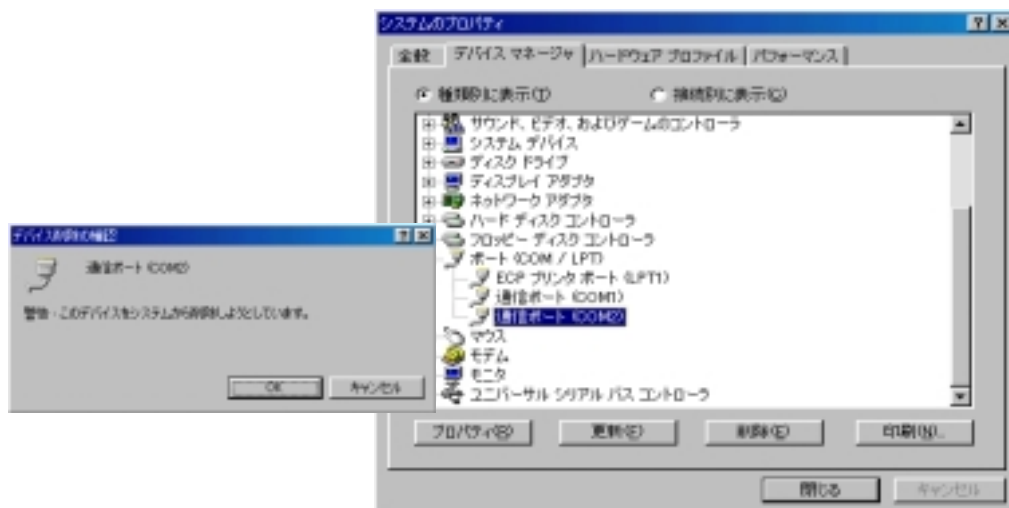 システムのプロパティ
全般 デバイス マネージャ ハードウェア プロファイル パフォーマンス
種類別に表示(T) 接続別に表示(C)
サウンド、ビデオ、およびゲームのコントローラ
システム デバイス
ディスク ドライブ
ディスプレイ アダプタ
ネットワーク アダプタ
ハード ディスク コントローラ
フロッピー ディスク コントローラ
ポート (COM / LPT)
ECP プリンタ ポート (LPT1)
通信ポート (COM1)
通信ポート (COM2)
マウス
モデム
モニタ
ユニバーサル シリアル バス コントローラ
プロパティ(R) 更新(F) 削除(E) 印刷(N)...
閉じる キャンセル
デバイス削除の確認
通信ポート (COM2)
警告 : このデバイスをシステムから削除しようとしています。
OK キャンセル